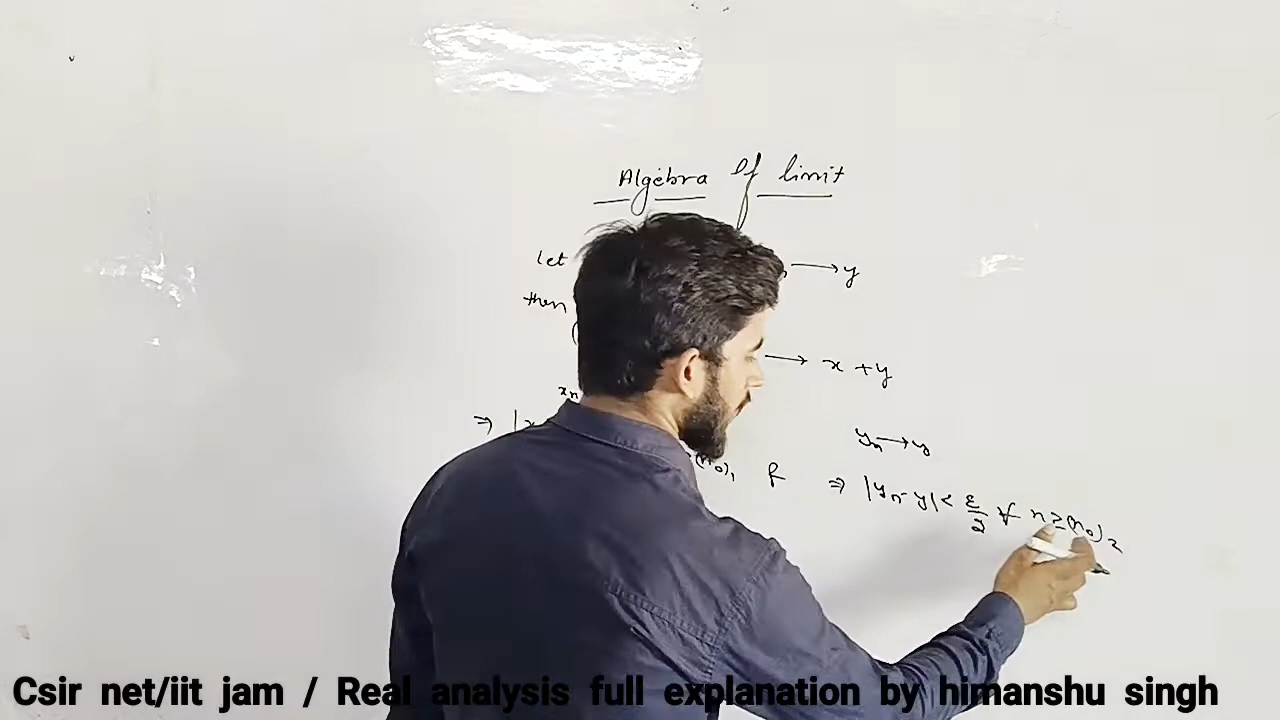 Algebra of limit
let → y
then
→ x + y
xn
yn → y
⇒ |x (n0)1 & ⇒ |yn - y| < ε/2 ∀ n ≥ (n0)2
Csir net/iit jam / Real analysis full explanation by himanshu singh